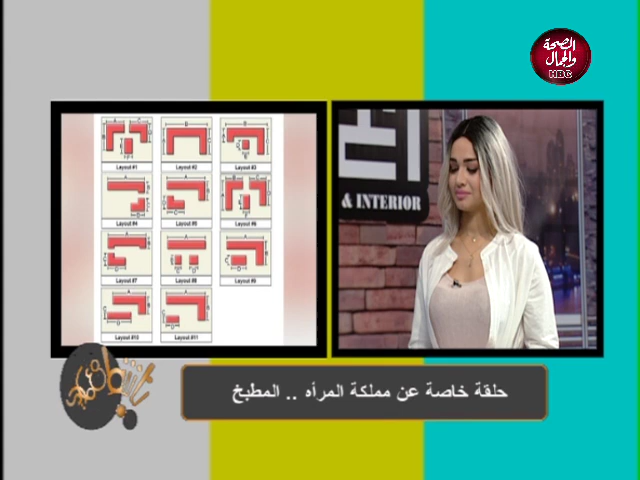 الصحة
والجمال
HBC
& INTERIOR
Layout #1
Layout #2
Layout #3
Layout #4
Layout #5
Layout #6
Layout #7
Layout #8
Layout #9
Layout #10
Layout #11
حلقة خاصة عن مملكة المرأه .. المطبخ